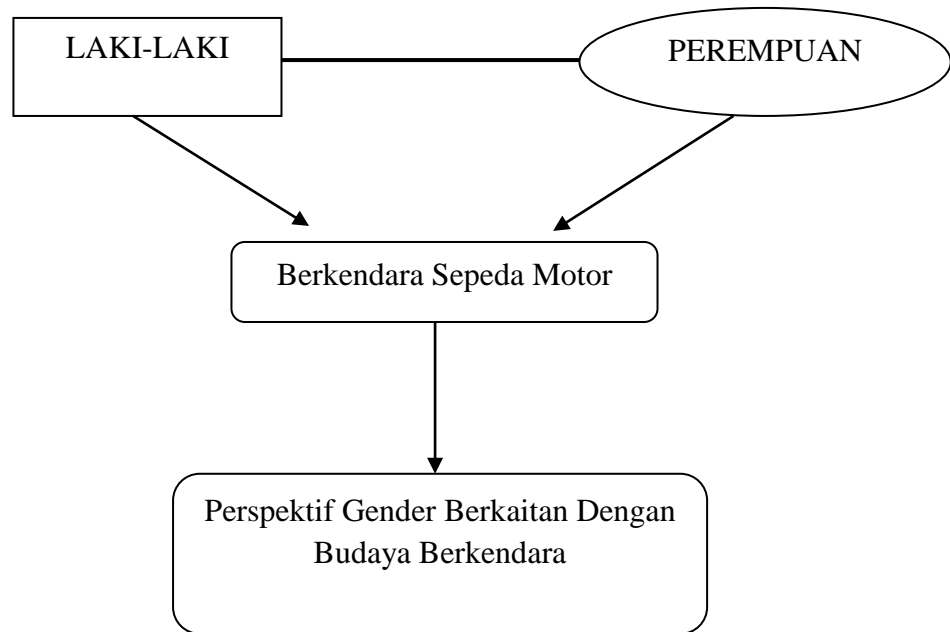 LAKI-LAKI
PEREMPUAN
Berkendara Sepeda Motor
Perspektif Gender Berkaitan Dengan
Budaya Berkendara